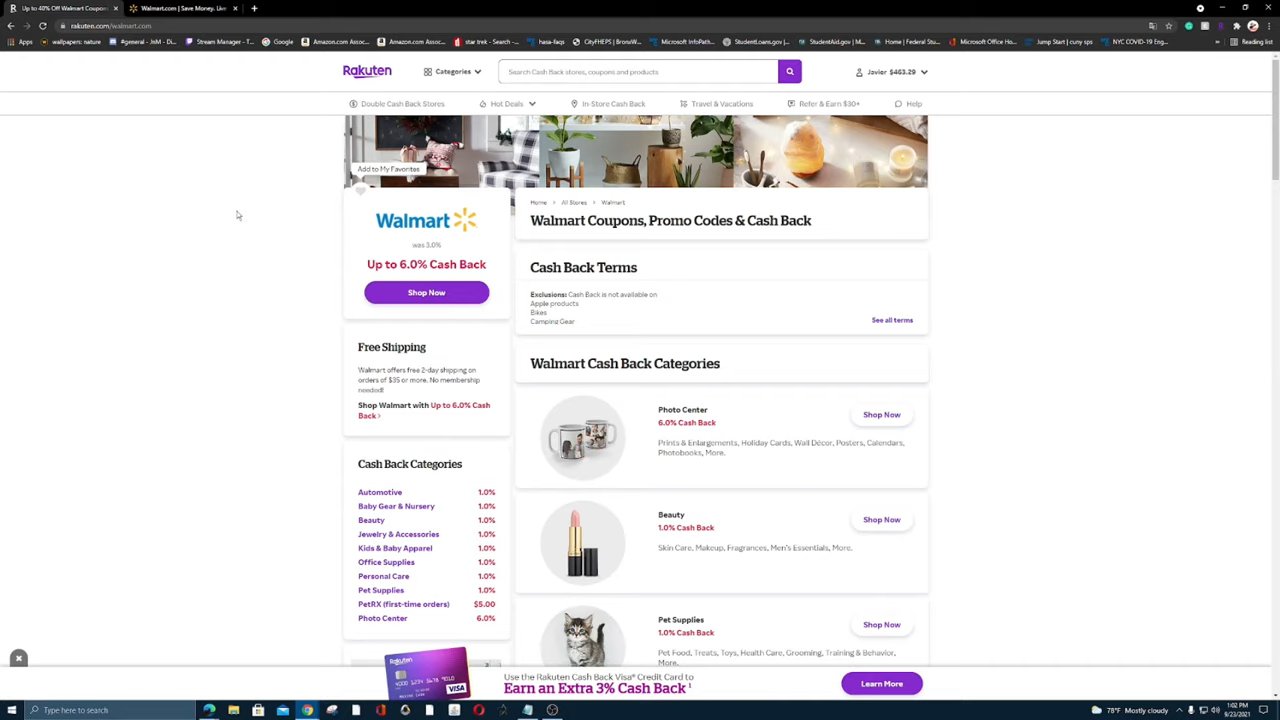 Up to 40% Off Walmart Coupon
Walmart.com | Save Money. Live
rakuten.com/walmart.com
Apps
wallpapers: nature
#general - JnM - Di...
Stream Manager - T...
Google
Amazon.com Assoc...
Amazon.com: Assoc...
star trek - Search -...
hasa-faqs
CityFHEPS | BronxW...
Microsoft InfoPath...
StudentLoans.gov |...
StudentAid.gov | M...
Home | Federal Stu...
Microsoft Office Ho...
Jump Start | cuny sps
NYC COVID-19 Eng...
Reading list
Rakuten
Categories
Search Cash Back stores, coupons and products
Javier $463.29
Double Cash Back Stores
Hot Deals
In-Store Cash Back
Travel & Vacations
Refer & Earn $30+
Help
Add to My Favorites
Walmart
was 3.0%
Up to 6.0% Cash Back
Shop Now
Free Shipping
Walmart offers free 2-day shipping on
orders of $35 or more. No membership
needed!
Shop Walmart with Up to 6.0% Cash
Back >
Cash Back Categories
Automotive 1.0%
Baby Gear & Nursery 1.0%
Beauty 1.0%
Jewelry & Accessories 1.0%
Kids & Baby Apparel 1.0%
Office Supplies 1.0%
Personal Care 1.0%
Pet Supplies 1.0%
PetRX (first-time orders) $5.00
Photo Center 6.0%
Home > All Stores > Walmart
Walmart Coupons, Promo Codes & Cash Back
Cash Back Terms
Exclusions: Cash Back is not available on
Apple products
Bikes
Camping Gear
See all terms
Walmart Cash Back Categories
Photo Center
6.0% Cash Back
Prints & Enlargements, Holiday Cards, Wall Décor, Posters, Calendars,
Photobooks, More.
Shop Now
Beauty
1.0% Cash Back
Skin Care, Makeup, Fragrances, Men's Essentials, More.
Shop Now
Pet Supplies
1.0% Cash Back
Pet Food, Treats, Toys, Health Care, Grooming, Training & Behavior,
More.
Shop Now
Rakuten
VISA
Use the Rakuten Cash Back Visa® Credit Card to
Earn an Extra 3% Cash Back ¹
Learn More
Type here to search
78°F Mostly cloudy
1:02 PM
9/23/2021